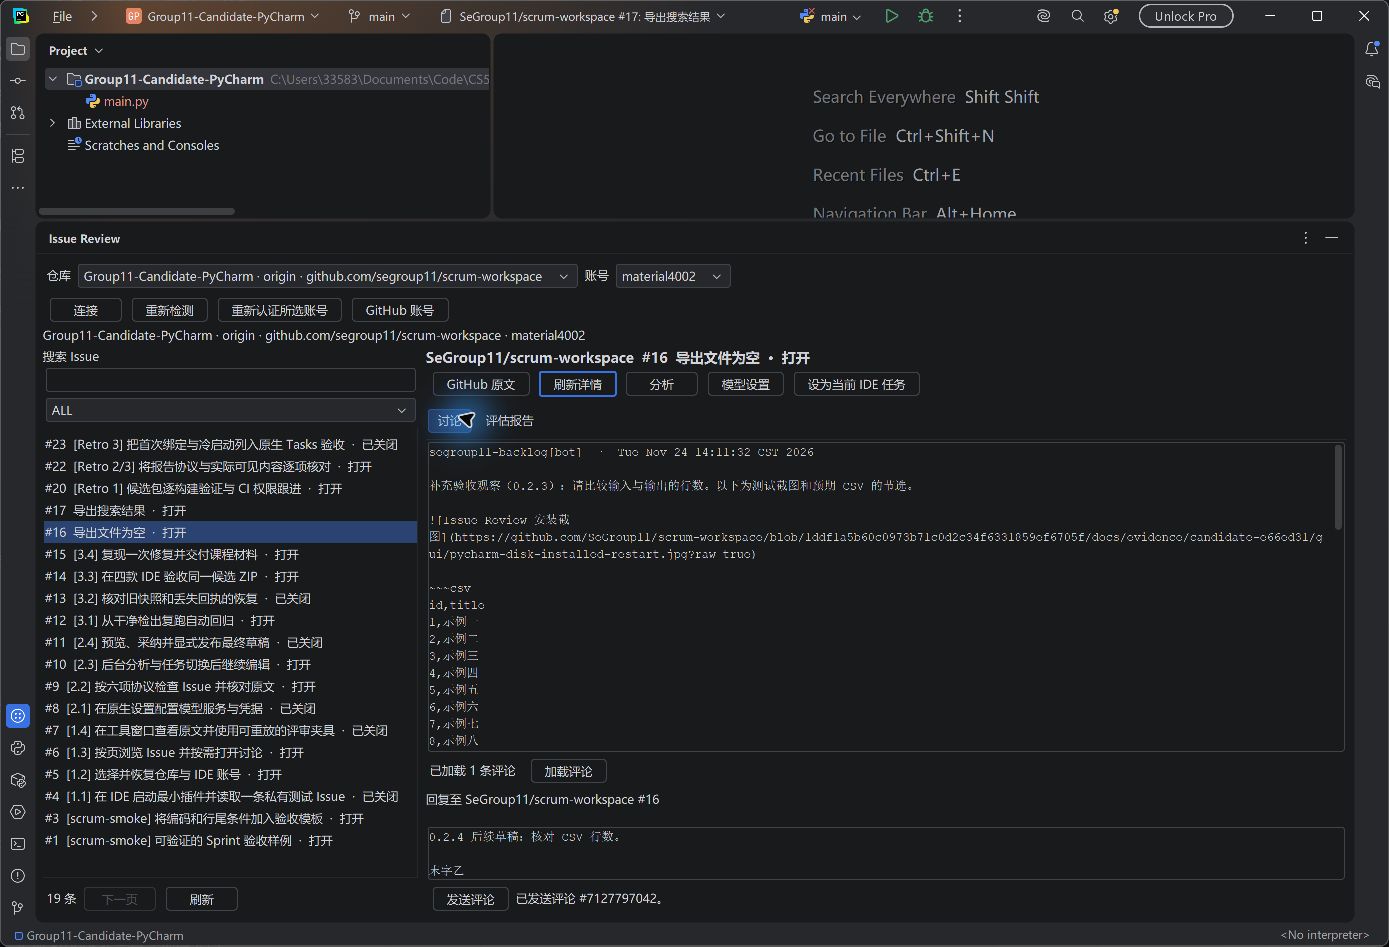 File
GP Group11-Candidate-PyCharm
main
SeGroup11/scrum-workspace #17: 导出搜索结果
main
Unlock Pro
Project
Group11-Candidate-PyCharm C:\Users\33583\Documents\Code\CS5
main.py
External Libraries
Scratches and Consoles
Search Everywhere Shift Shift
Go to File Ctrl+Shift+N
Recent Files Ctrl+E
Navigation Bar Alt+Home
Issue Review
仓库 Group11-Candidate-PyCharm · origin · github.com/segroup11/scrum-workspace 账号 material4002
连接 重新检测 重新认证所选账号 GitHub 账号
Group11-Candidate-PyCharm · origin · github.com/segroup11/scrum-workspace · material4002
搜索 Issue
ALL
#23 [Retro 3] 把首次绑定与冷启动列入原生 Tasks 验收 · 已关闭
#22 [Retro 2/3] 将报告协议与实际可见内容逐项核对 · 打开
#20 [Retro 1] 候选包逐构建验证与 CI 权限跟进 · 打开
#17 导出搜索结果 · 打开
#16 导出文件为空 · 打开
#15 [3.4] 复现一次修复并交付课程材料 · 打开
#14 [3.3] 在四款 IDE 验收同一候选 ZIP · 打开
#13 [3.2] 核对旧快照和丢失回执的恢复 · 已关闭
#12 [3.1] 从干净检出复跑自动回归 · 打开
#11 [2.4] 预览、采纳并显式发布最终草稿 · 已关闭
#10 [2.3] 后台分析与任务切换后继续编辑 · 打开
#9 [2.2] 按六项协议检查 Issue 并核对原文 · 打开
#8 [2.1] 在原生设置配置模型服务与凭据 · 已关闭
#7 [1.4] 在工具窗口查看原文并使用可重放的评审夹具 · 已关闭
#6 [1.3] 按页浏览 Issue 并按需打开讨论 · 打开
#5 [1.2] 选择并恢复仓库与 IDE 账号 · 打开
#4 [1.1] 在 IDE 启动最小插件并读取一条私有测试 Issue · 已关闭
#3 [scrum-smoke] 将编码和行尾条件加入验收模板 · 打开
#1 [scrum-smoke] 可验证的 Sprint 验收样例 · 打开
19 条 下一页 刷新
SeGroup11/scrum-workspace #16 导出文件为空 • 打开
GitHub 原文 刷新详情 分析 模型设置 设为当前 IDE 任务
讨论 评估报告
segroup11-backlog[bot] · Tue Nov 24 14:11:32 CST 2026
补充验收观察（0.2.3）：请比较输入与输出的行数。以下为测试截图和预期 CSV 的节选。
![Issue Review 安装截
~~~csv
id,title
1,示例一
2,示例二
3,示例三
4,示例四
5,示例五
6,示例六
7,示例七
8,示例八
已加载 1 条评论 加载评论
回复至 SeGroup11/scrum-workspace #16
0.2.4 后续草稿：核对 CSV 行数。
末字乙
发送评论 已发送评论 #7127797042。
Group11-Candidate-PyCharm
<No interpreter>